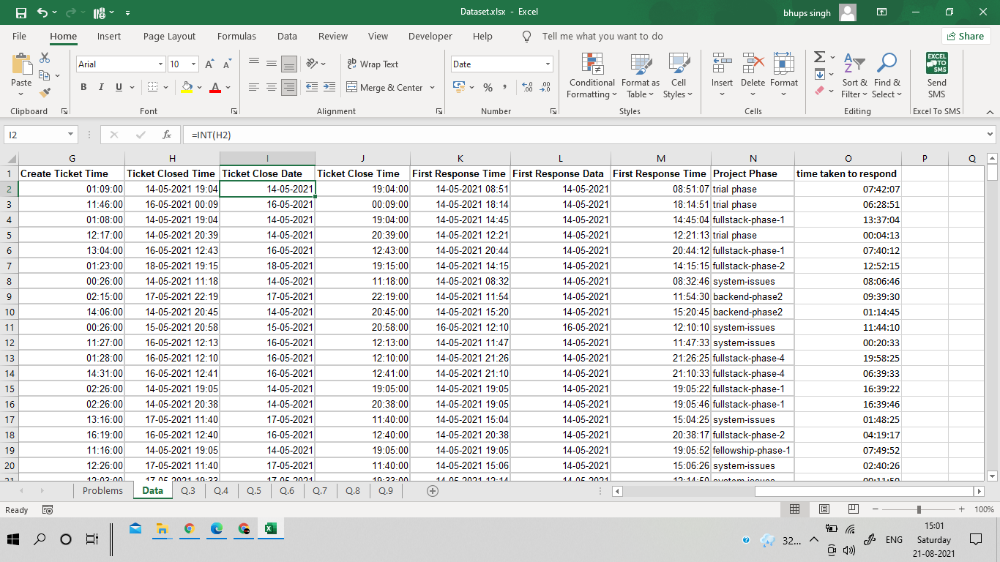 Dataset.xlsx - Excel
bhups singh
File Home Insert Page Layout Formulas Data Review View Developer Help Tell me what you want to do Share
Paste
Clipboard
Arial 10
B I U A
Font
ab Wrap Text
Merge & Center
Alignment
Date
% ,
Number
Conditional Formatting
Format as Table
Cell Styles
Styles
Insert Delete Format
Cells
Sort & Filter
Find & Select
Editing
EXCEL TO SMS
Send SMS
Excel To SMS
I2 fx =INT(H2)
G H I J K L M N O P Q
1 Create Ticket Time Ticket Closed Time Ticket Close Date Ticket Close Time First Response Time First Response Data First Response Time Project Phase time taken to respond
2 01:09:00 14-05-2021 19:04 14-05-2021 19:04:00 14-05-2021 08:51 14-05-2021 08:51:07 trial phase 07:42:07
3 11:46:00 16-05-2021 00:09 16-05-2021 00:09:00 14-05-2021 18:14 14-05-2021 18:14:51 trial phase 06:28:51
4 01:08:00 14-05-2021 19:04 14-05-2021 19:04:00 14-05-2021 14:45 14-05-2021 14:45:04 fullstack-phase-1 13:37:04
5 12:17:00 14-05-2021 20:39 14-05-2021 20:39:00 14-05-2021 12:21 14-05-2021 12:21:13 trial phase 00:04:13
6 13:04:00 16-05-2021 12:43 16-05-2021 12:43:00 14-05-2021 20:44 14-05-2021 20:44:12 fullstack-phase-1 07:40:12
7 01:23:00 18-05-2021 19:15 18-05-2021 19:15:00 14-05-2021 14:15 14-05-2021 14:15:15 fullstack-phase-2 12:52:15
8 00:26:00 14-05-2021 11:18 14-05-2021 11:18:00 14-05-2021 08:32 14-05-2021 08:32:46 system-issues 08:06:46
9 02:15:00 17-05-2021 22:19 17-05-2021 22:19:00 14-05-2021 11:54 14-05-2021 11:54:30 backend-phase2 09:39:30
10 14:06:00 14-05-2021 20:45 14-05-2021 20:45:00 14-05-2021 15:20 14-05-2021 15:20:45 backend-phase2 01:14:45
11 00:26:00 15-05-2021 20:58 15-05-2021 20:58:00 16-05-2021 12:10 16-05-2021 12:10:10 system-issues 11:44:10
12 11:27:00 16-05-2021 12:13 16-05-2021 12:13:00 14-05-2021 11:47 14-05-2021 11:47:33 system-issues 00:20:33
13 01:28:00 16-05-2021 12:10 16-05-2021 12:10:00 14-05-2021 21:26 14-05-2021 21:26:25 fullstack-phase-4 19:58:25
14 14:31:00 16-05-2021 12:41 16-05-2021 12:41:00 14-05-2021 21:10 14-05-2021 21:10:33 fullstack-phase-4 06:39:33
15 02:26:00 14-05-2021 19:05 14-05-2021 19:05:00 14-05-2021 19:05 14-05-2021 19:05:22 fullstack-phase-1 16:39:22
16 02:26:00 14-05-2021 20:38 14-05-2021 20:38:00 14-05-2021 19:05 14-05-2021 19:05:46 fullstack-phase-1 16:39:46
17 13:16:00 17-05-2021 11:40 17-05-2021 11:40:00 14-05-2021 15:04 14-05-2021 15:04:25 system-issues 01:48:25
18 16:19:00 16-05-2021 12:40 16-05-2021 12:40:00 14-05-2021 20:38 14-05-2021 20:38:17 fullstack-phase-2 04:19:17
19 11:16:00 14-05-2021 19:05 14-05-2021 19:05:00 14-05-2021 19:05 14-05-2021 19:05:52 fellowship-phase-1 07:49:52
20 12:26:00 17-05-2021 11:40 17-05-2021 11:40:00 14-05-2021 15:06 14-05-2021 15:06:26 system-issues 02:40:26
Problems Data Q.3 Q.4 Q.5 Q.6 Q.7 Q.8 Q.9
Ready 100%
32... ENG
15:01
Saturday
21-08-2021